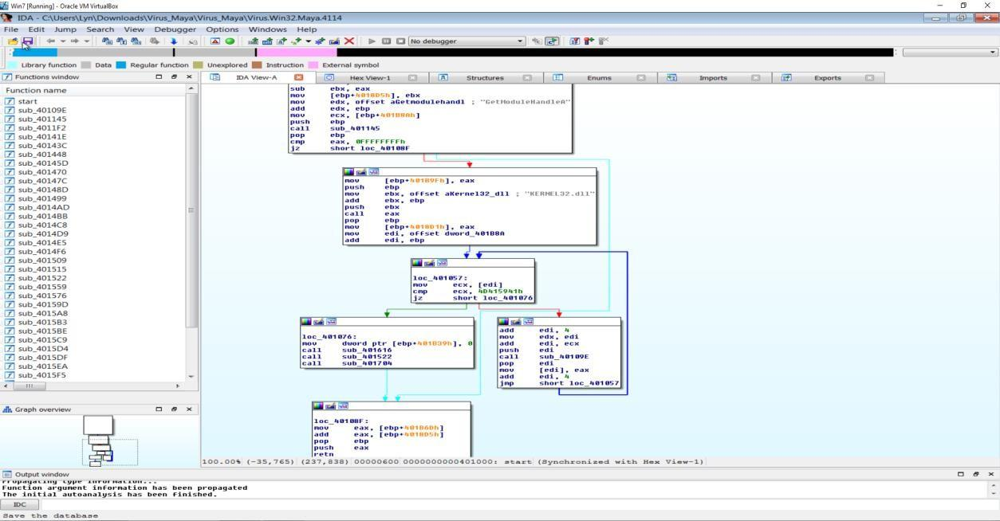 Win7 [Running] - Oracle VM VirtualBox
IDA - C:\Users\Lyn\Downloads\Virus_Maya\Virus_Maya\Virus.Win32.Maya.4114
File Edit Jump Search View Debugger Options Windows Help
No debugger
Library function Data Regular function Unexplored Instruction External symbol
Functions window
IDA View-A Hex View-1 Structures Enums Imports Exports
Function name
start
sub_40109E
sub_401145
sub_4011F2
sub_40141E
sub_40143C
sub_401448
sub_40145D
sub_401470
sub_40147C
sub_40148D
sub_401499
sub_4014AD
sub_4014BB
sub_4014C8
sub_4014D9
sub_4014E5
sub_4014F6
sub_401509
sub_401515
sub_401522
sub_401559
sub_401576
sub_40159D
sub_4015A8
sub_4015B3
sub_4015BE
sub_4015C9
sub_4015D4
sub_4015DF
sub_4015EA
sub_4015F5
sub ebx, eax
mov [ebp+4018D5h], ebx
mov edx, offset aGetmodulehandl ; "GetModuleHandleA"
add edx, ebp
mov ecx, [ebp+401B8Ah]
push ebp
call sub_401145
pop ebp
cmp eax, 0FFFFFFFFh
jz short loc_40108F
mov [ebp+401B9Fh], eax
push ebp
mov ebx, offset aKernel32_dll ; "KERNEL32.dll"
add ebx, ebp
push ebx
call eax
pop ebp
mov [ebp+4018D1h], eax
mov edi, offset dword_401B8A
add edi, ebp
loc_401057:
mov ecx, [edi]
cmp ecx, 4D415941h
jz short loc_401076
loc_401076:
mov dword ptr [ebp+401B39h], 0
call sub_401616
call sub_401522
call sub_401704
add edi, 4
mov edx, edi
add edi, ecx
push edi
call sub_40109E
pop edi
mov [edi], eax
add edi, 4
jmp short loc_401057
loc_40108F:
mov eax, [ebp+401B6Dh]
add eax, [ebp+4018D5h]
pop ebp
push eax
retn
Graph overview
100.00% (-35,765) (237,838) 00000600 0000000000401000: start (Synchronized with Hex View-1)
Output window
Propagating type information...
Function argument information has been propagated
The initial autoanalysis has been finished.
IDC
Save the database